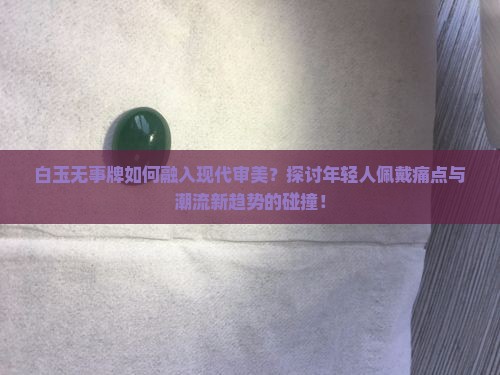 白玉无事牌如何融入现代审美？探讨年轻人佩戴痛点与
潮流新趋势的碰撞！